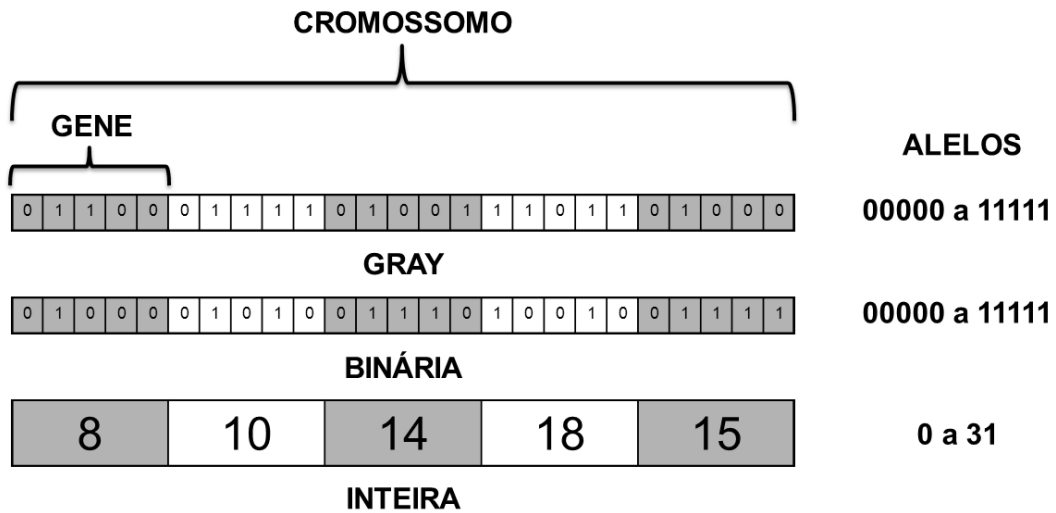 CROMOSSOMO
GENE
ALELOS
0 1 1 0 0 0 1 1 1 1 0 1 0 0 1 1 1 0 1 1 0 1 0 0 0 00000 a 11111
GRAY
0 1 0 0 0 0 1 0 1 0 0 1 1 1 0 1 0 0 1 0 0 1 1 1 1 00000 a 11111
BINÁRIA
8 10 14 18 15 0 a 31
INTEIRA